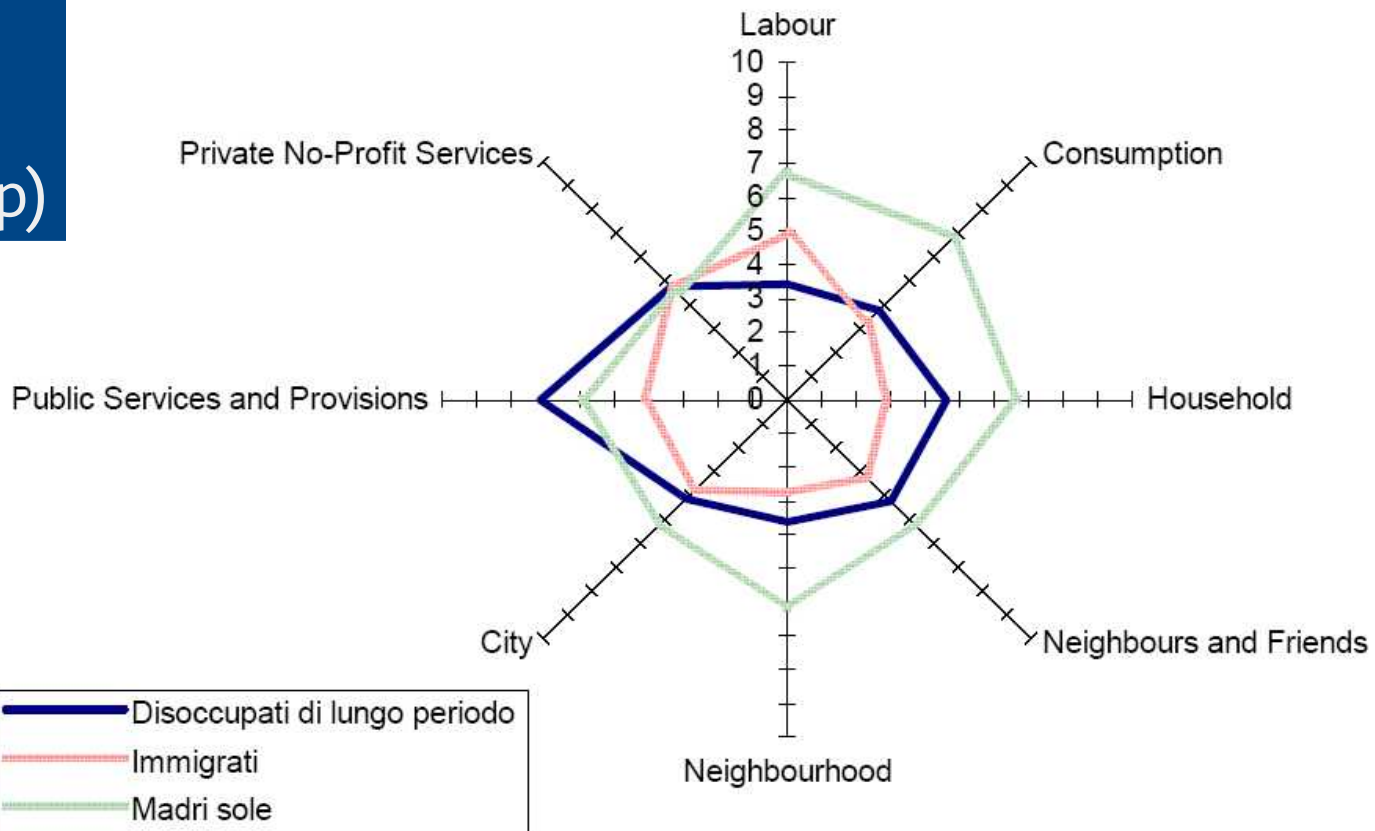 p)
Labour
10
9
8
7
6
5
4
3
2
1
0
Private No-Profit Services
Consumption
Public Services and Provisions
Household
City
Neighbours and Friends
Neighbourhood
Disoccupati di lungo periodo
Immigrati
Madri sole